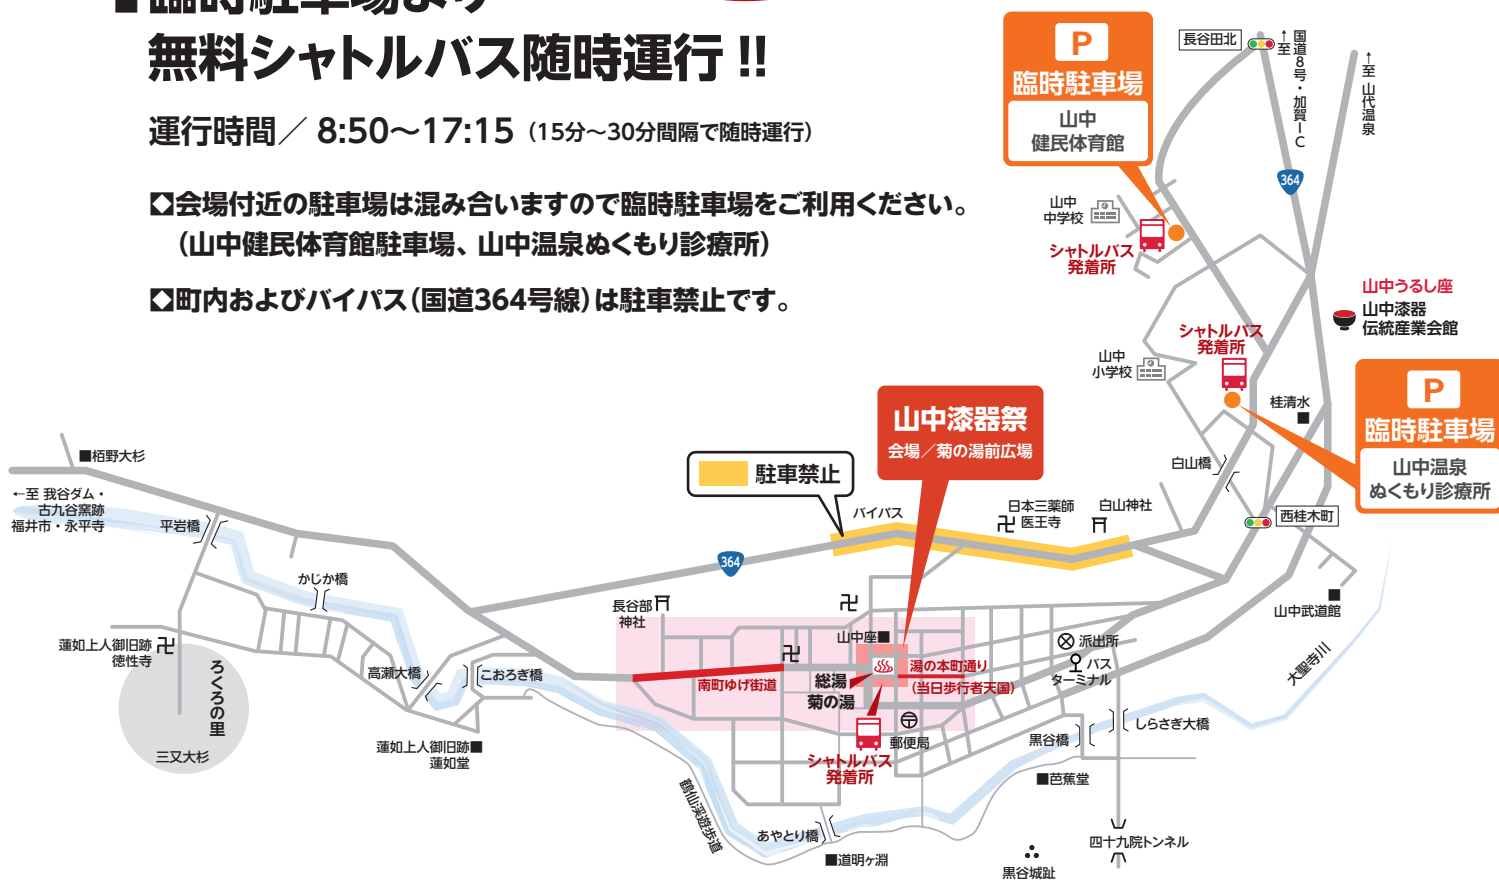 ■臨時駐車場より
無料シャトルバス随時運行!!
運行時間／ 8:50～17:15（15分～30分間隔で随時運行）
会場付近の駐車場は混み合いますので臨時駐車場をご利用ください。
（山中健民体育館駐車場、山中温泉ぬくもり診療所）
町内およびバイパス（国道364号線）は駐車禁止です。
P
臨時駐車場
山中
健民体育館
長谷田北
↑至 国道8号・加賀IC
↑至 山代温泉
364
山中
中学校
シャトルバス
発着所
山中うるし座
山中漆器
伝統産業会館
シャトルバス
発着所
山中
小学校
P
臨時駐車場
山中温泉
ぬくもり診療所
桂清水
■
白山橋
西桂木町
山中漆器祭
会場／菊の湯前広場
駐車禁止
バイパス
日本三薬師
卍 医王寺
白山神社
■栢野大杉
←至 我谷ダム・
古九谷窯跡
福井市・永平寺
平岩橋
364
かじか橋
長谷部
神社
卍
山中座■
卍
■
山中武道館
派出所
バス
ターミナル
蓮如上人御旧跡
徳性寺
卍
ろくろの里
三又大杉
高瀬大橋
こおろぎ橋
南町ゆげ街道
総湯
菊の湯
湯の本町通り
（当日歩行者天国）
大聖寺川
蓮如上人御旧跡■
蓮如堂
シャトルバス
発着所
郵便局
黒谷橋
しらさぎ大橋
■芭蕉堂
鶴仙渓遊歩道
あやとり橋
■道明ヶ淵
四十九院トンネル
黒谷城趾